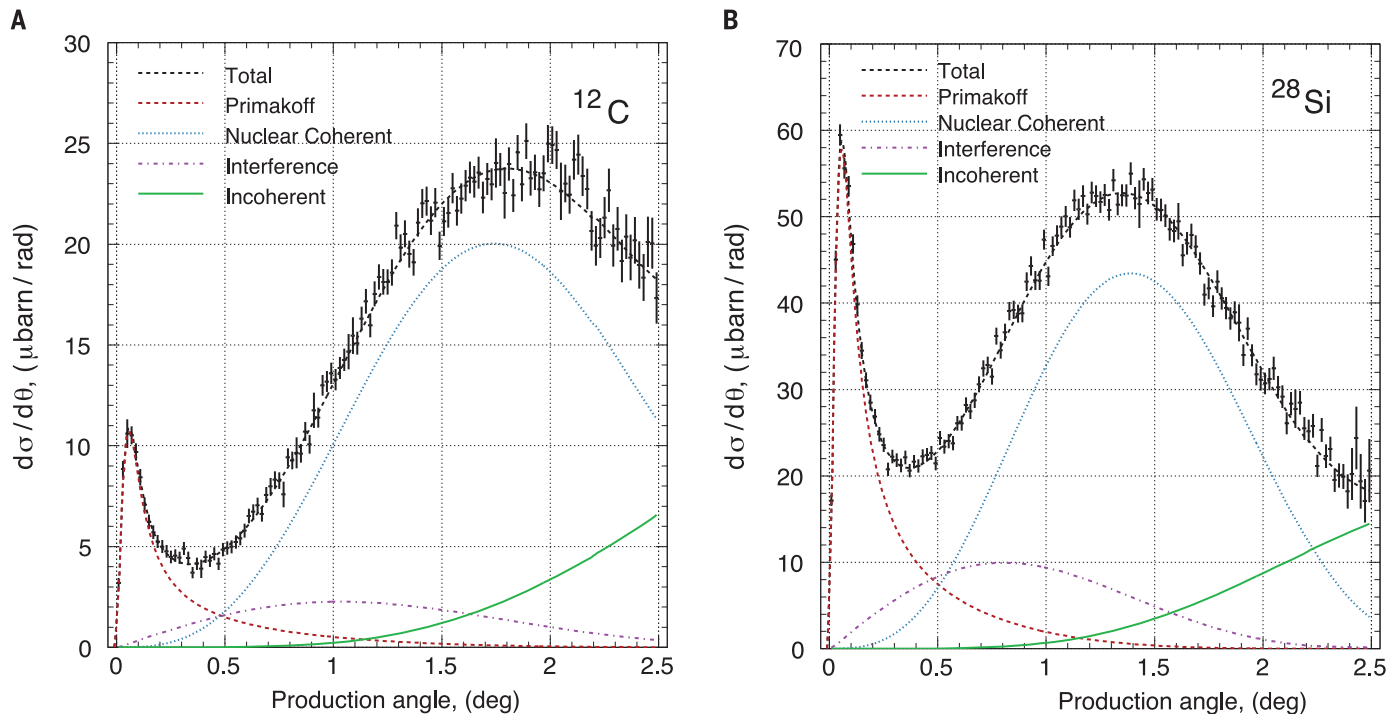 A
30
25
20
15
10
5
0
0
0.5
1
1.5
2
2.5
dσ/dθ, (μbarn/rad)
Production angle, (deg)
Total
Primakoff
Nuclear Coherent
Interference
Incoherent
12C
B
70
60
50
40
30
20
10
0
0
0.5
1
1.5
2
2.5
dσ/dθ, (μbarn/rad)
Production angle, (deg)
Total
Primakoff
Nuclear Coherent
Interference
Incoherent
28Si